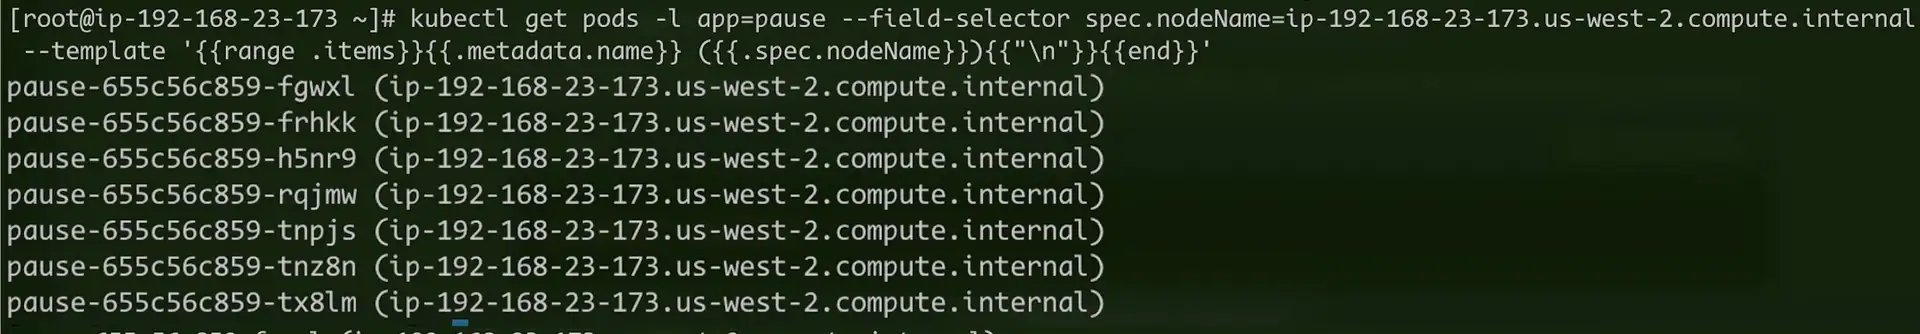 [root@ip-192-168-23-173 ~]# kubectl get pods -l app=pause --field-selector spec.nodeName=ip-192-168-23-173.us-west-2.compute.internal
--template '{{range .items}}{{.metadata.name}} ({{.spec.nodeName}}){{"\n"}}{{end}}'
pause-655c56c859-fgwxl (ip-192-168-23-173.us-west-2.compute.internal)
pause-655c56c859-frhkk (ip-192-168-23-173.us-west-2.compute.internal)
pause-655c56c859-h5nr9 (ip-192-168-23-173.us-west-2.compute.internal)
pause-655c56c859-rqjmw (ip-192-168-23-173.us-west-2.compute.internal)
pause-655c56c859-tnpjs (ip-192-168-23-173.us-west-2.compute.internal)
pause-655c56c859-tnz8n (ip-192-168-23-173.us-west-2.compute.internal)
pause-655c56c859-tx8lm (ip-192-168-23-173.us-west-2.compute.internal)